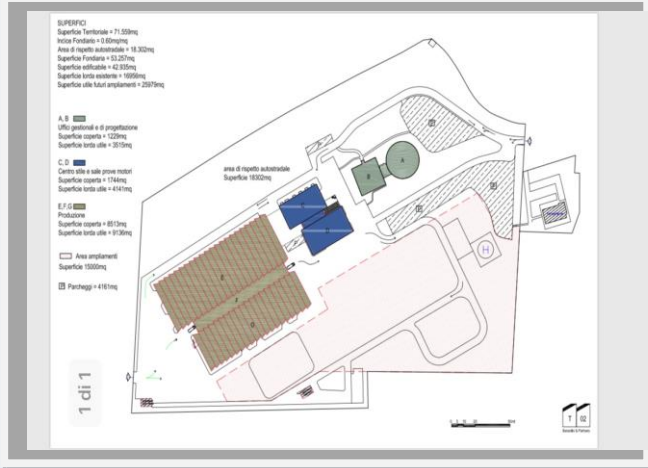 SUPERFICI
Superficie Territoriale = 71.559mq
Incice Fondiario = 0.60mq/mq
Area di rispetto autostradale = 18.302mq
Superficie Fondiaria = 53.257mq
Superficie edificabile = 42.935mq
Superficie lorda esistente = 16956mq
Superficie utile futuri ampliamenti = 25979mq
A, B
Uffici gestionali e di progettazione
Superficie coperta = 1229mq
Superficie lorda utile = 3515mq
C, D
Centro stile e sale prove motori
Superficie coperta = 1744mq
Superficie lorda utile = 4141mq
E,F,G
Produzione
Superficie coperta = 8513mq
Superficie lorda utile = 9136mq
Area ampliamenti
Superficie 15000mq
P Parcheggi = 4161mq
area di rispetto autostradale
Superficie 18302mq
P
A
B
P
P
C
D
P
H
E
F
G
1 di 1
T 02